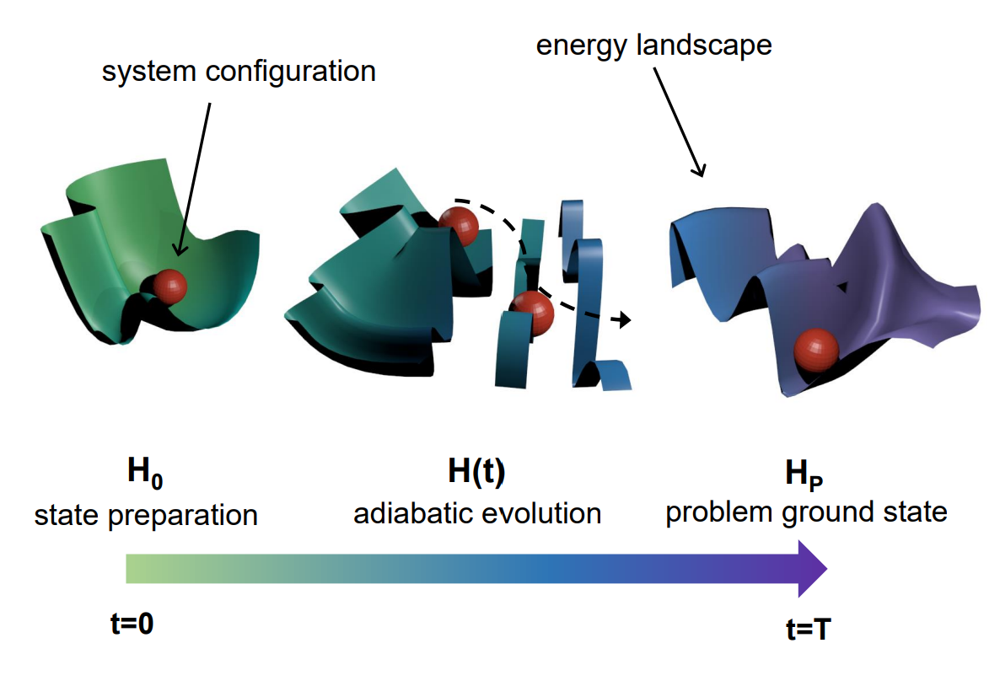 energy landscape
system configuration
H0
state preparation
H(t)
adiabatic evolution
HP
problem ground state
t=0
t=T